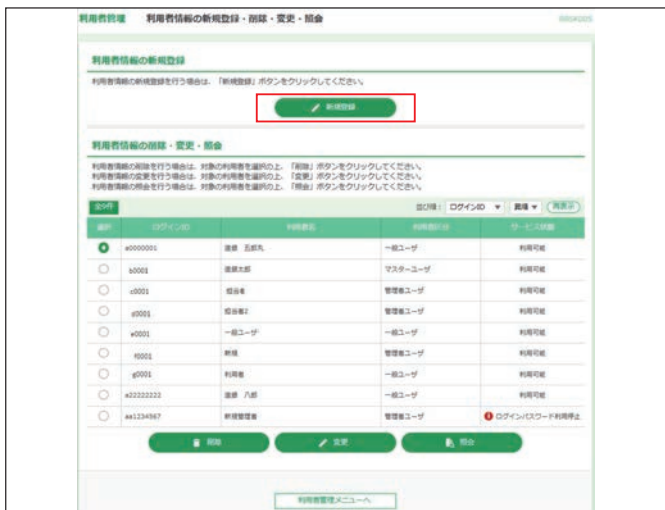 利用者管理 利用者情報の新規登録・削除・変更・照会
利用者情報の新規登録
利用者情報の新規登録を行う場合は、「新規登録」ボタンをクリックしてください。
新規登録
利用者情報の削除・変更・照会
利用者情報の削除を行う場合は、対象の利用者を選択の上、「削除」ボタンをクリックしてください。
利用者情報の変更を行う場合は、対象の利用者を選択の上、「変更」ボタンをクリックしてください。
利用者情報の照会を行う場合は、対象の利用者を選択の上、「照会」ボタンをクリックしてください。
全9件 並び順: ログインID 昇順 再表示
選択 ログインID 利用者名 利用者区分 サービス状態
a0000001 五郎丸 一般ユーザ 利用可能
b0001 太郎 マスターユーザ 利用可能
c0001 担当者 管理者ユーザ 利用可能
d0001 担当者2 管理者ユーザ 利用可能
e0001 一般ユーザ 一般ユーザ 利用可能
f0001 新規 管理者ユーザ 利用可能
g0001 利用者 一般ユーザ 利用可能
a22222222 八郎 一般ユーザ 利用可能
aa1234567 新規管理者 管理者ユーザ ログインパスワード利用停止
削除 変更 照会
利用者管理メニューへ